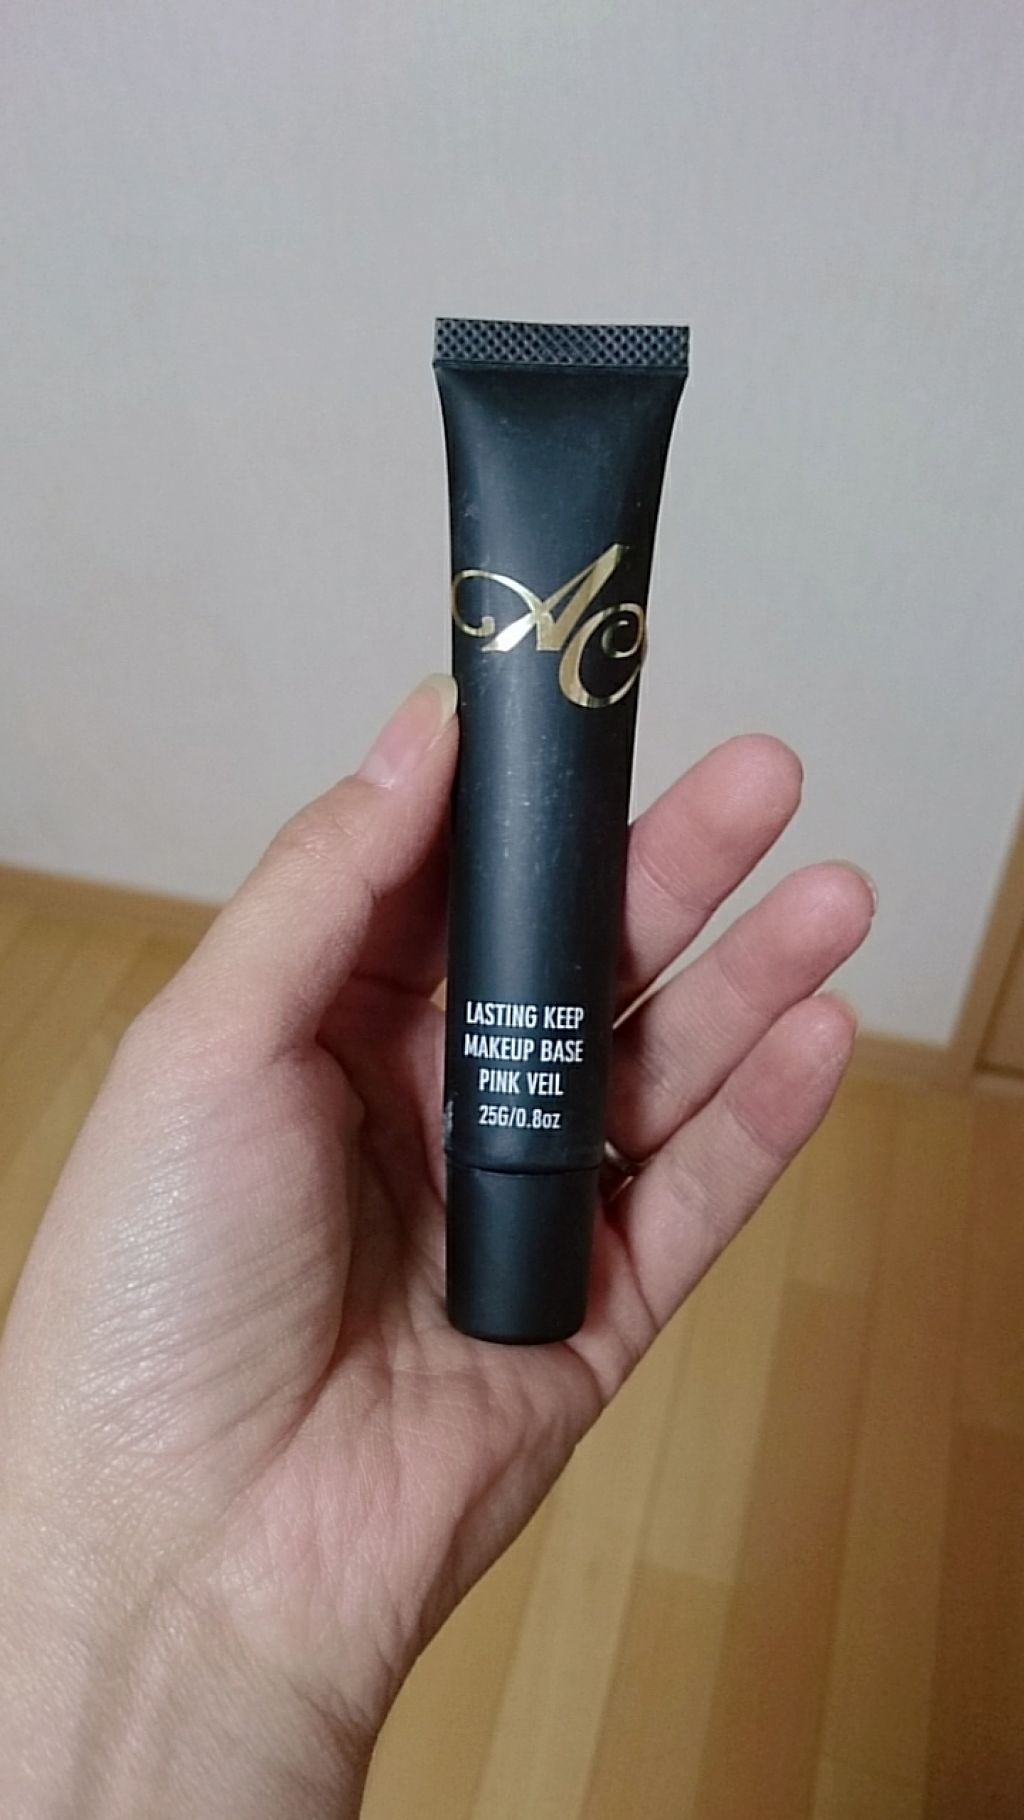 AC
LASTING KEEP
MAKEUP BASE
PINK VEIL
25G/0.8oz